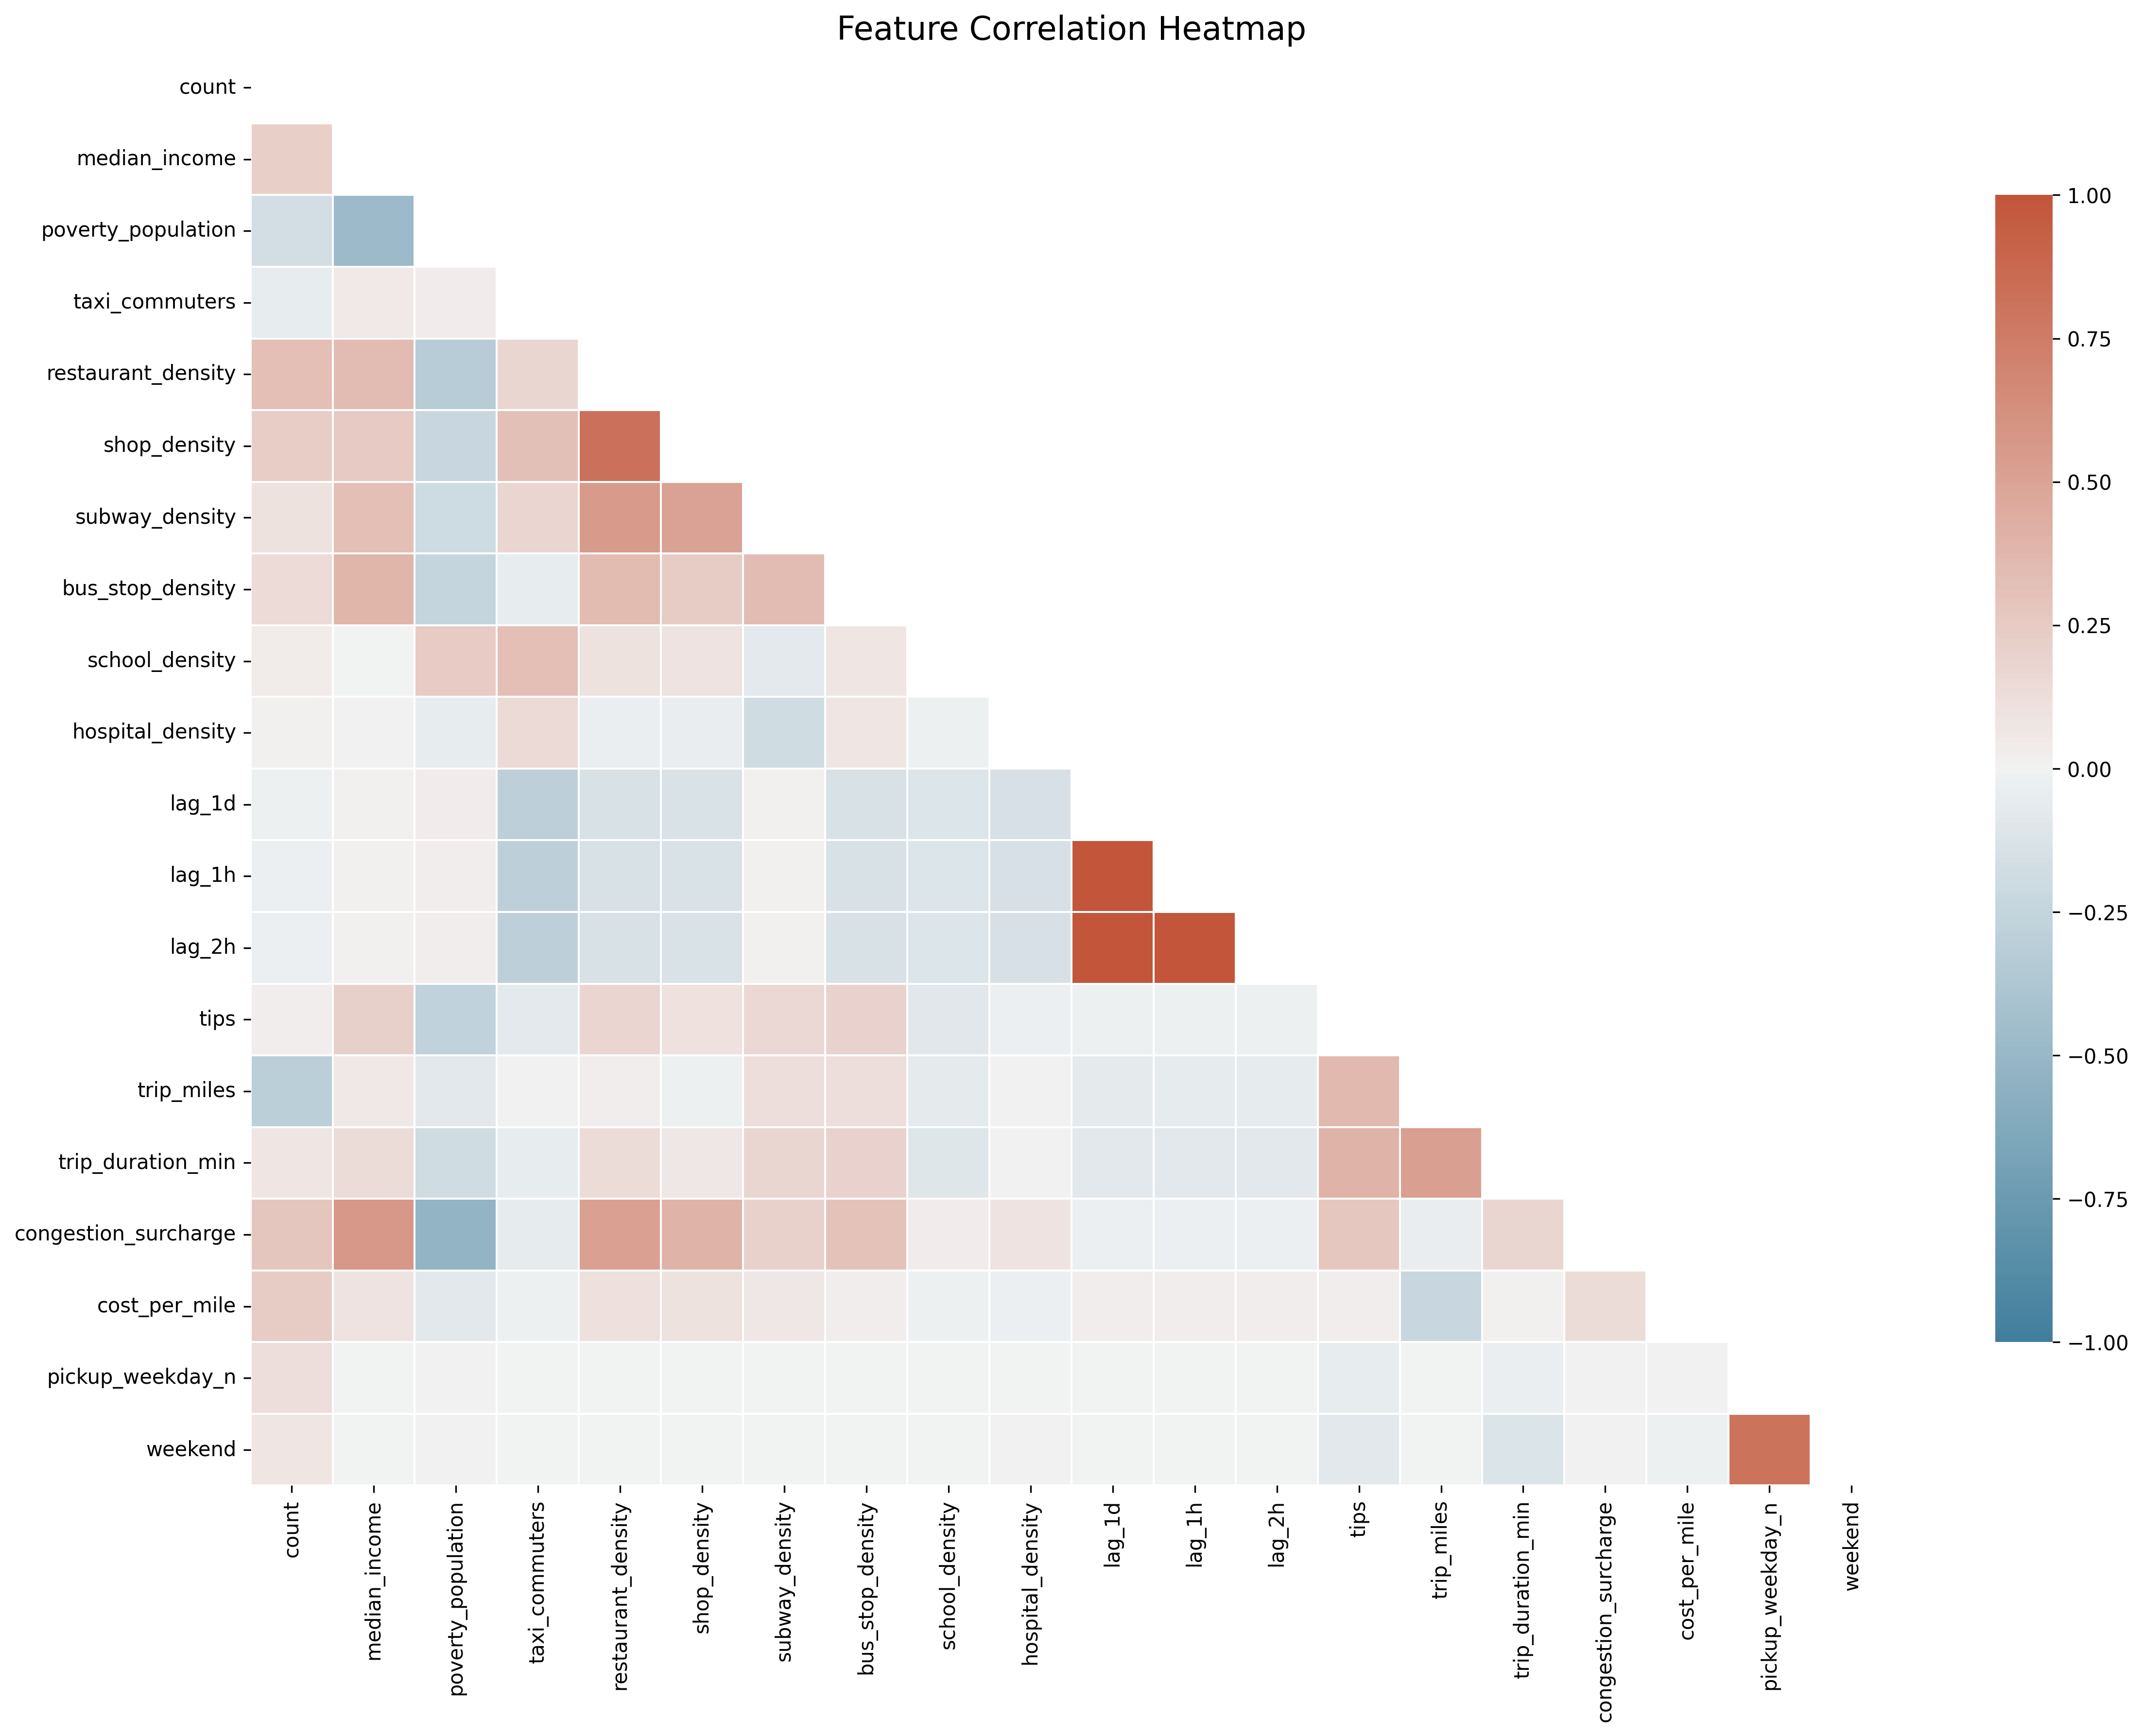 Feature Correlation Heatmap
count
median_income
poverty_population
taxi_commuters
restaurant_density
shop_density
subway_density
bus_stop_density
school_density
hospital_density
lag_1d
lag_1h
lag_2h
tips
trip_miles
trip_duration_min
congestion_surcharge
cost_per_mile
pickup_weekday_n
weekend
count
median_income
poverty_population
taxi_commuters
restaurant_density
shop_density
subway_density
bus_stop_density
school_density
hospital_density
lag_1d
lag_1h
lag_2h
tips
trip_miles
trip_duration_min
congestion_surcharge
cost_per_mile
pickup_weekday_n
weekend
1.00
0.75
0.50
0.25
0.00
−0.25
−0.50
−0.75
−1.00